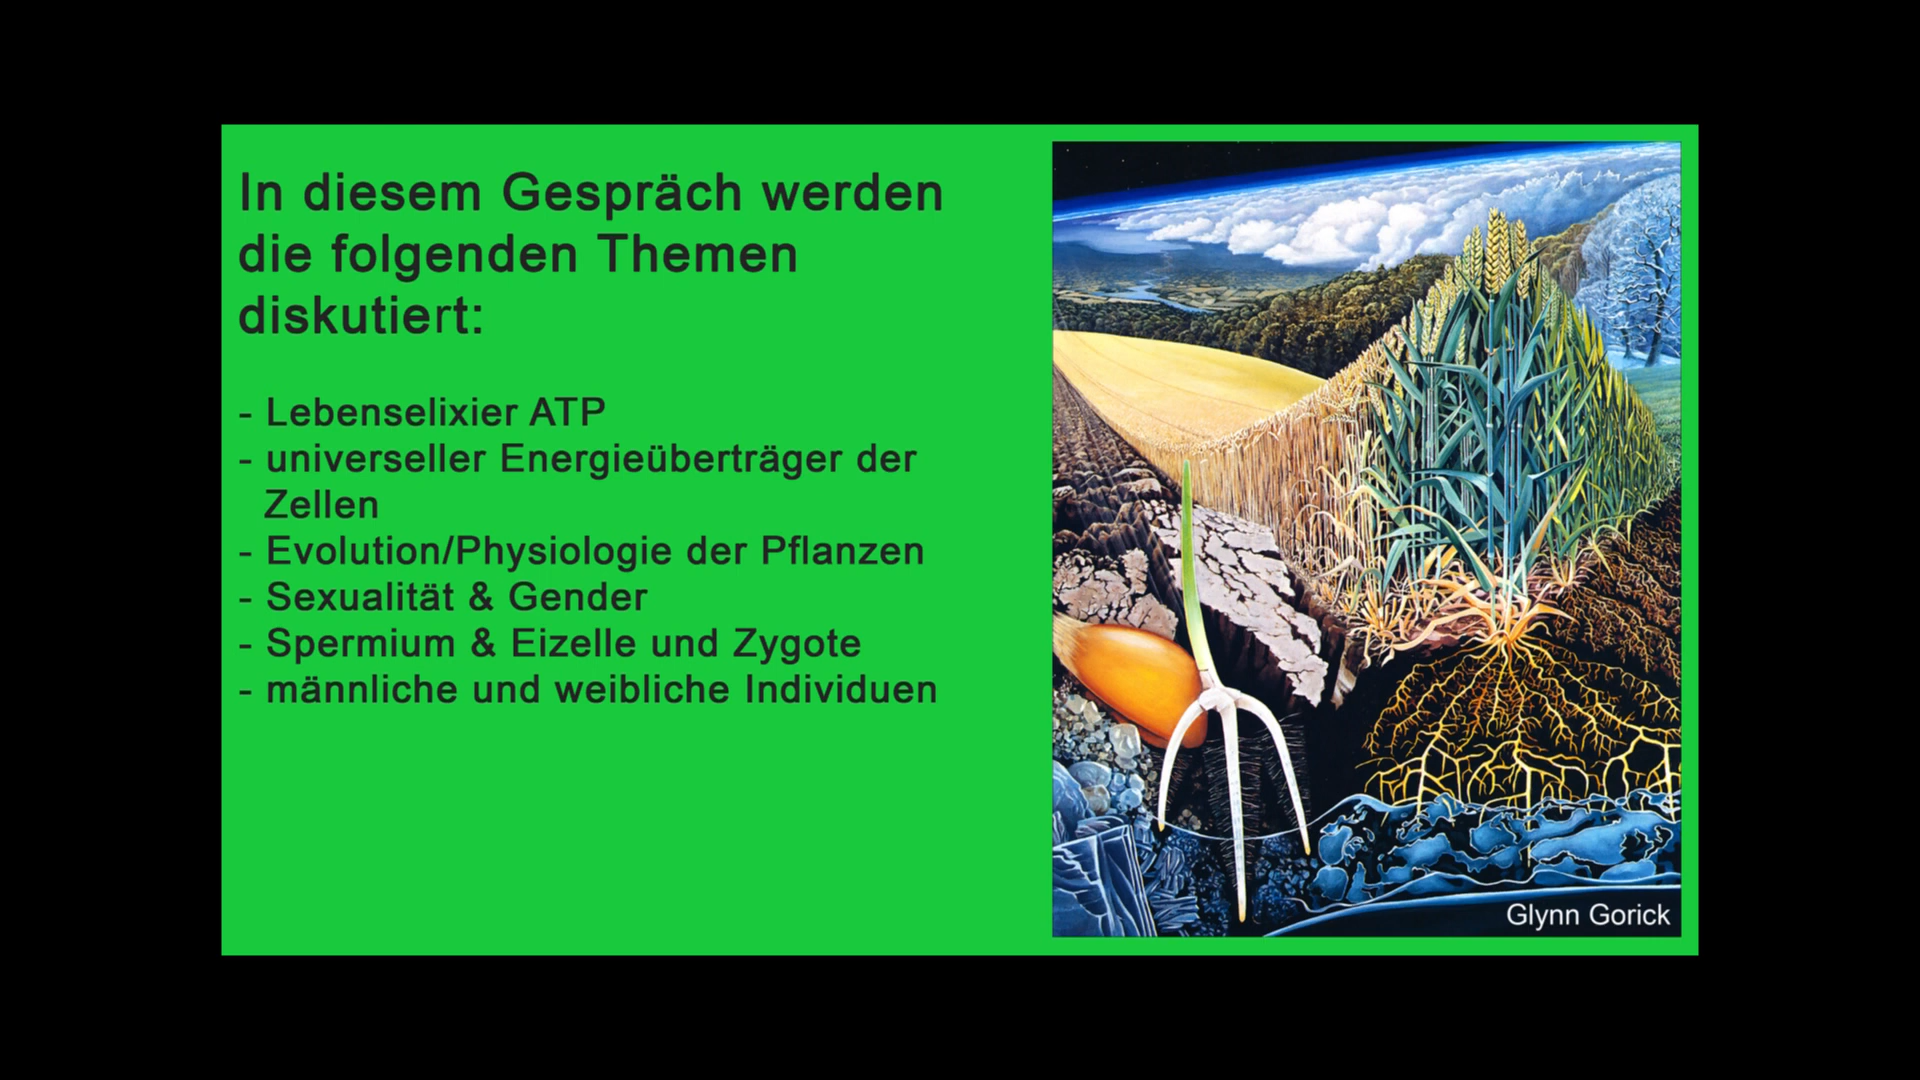 In diesem Gespräch werden
die folgenden Themen
diskutiert:
- Lebenselixier ATP
- universeller Energieüberträger der
Zellen
- Evolution/Physiologie der Pflanzen
- Sexualität & Gender
- Spermium & Eizelle und Zygote
- männliche und weibliche Individuen
Glynn Gorick